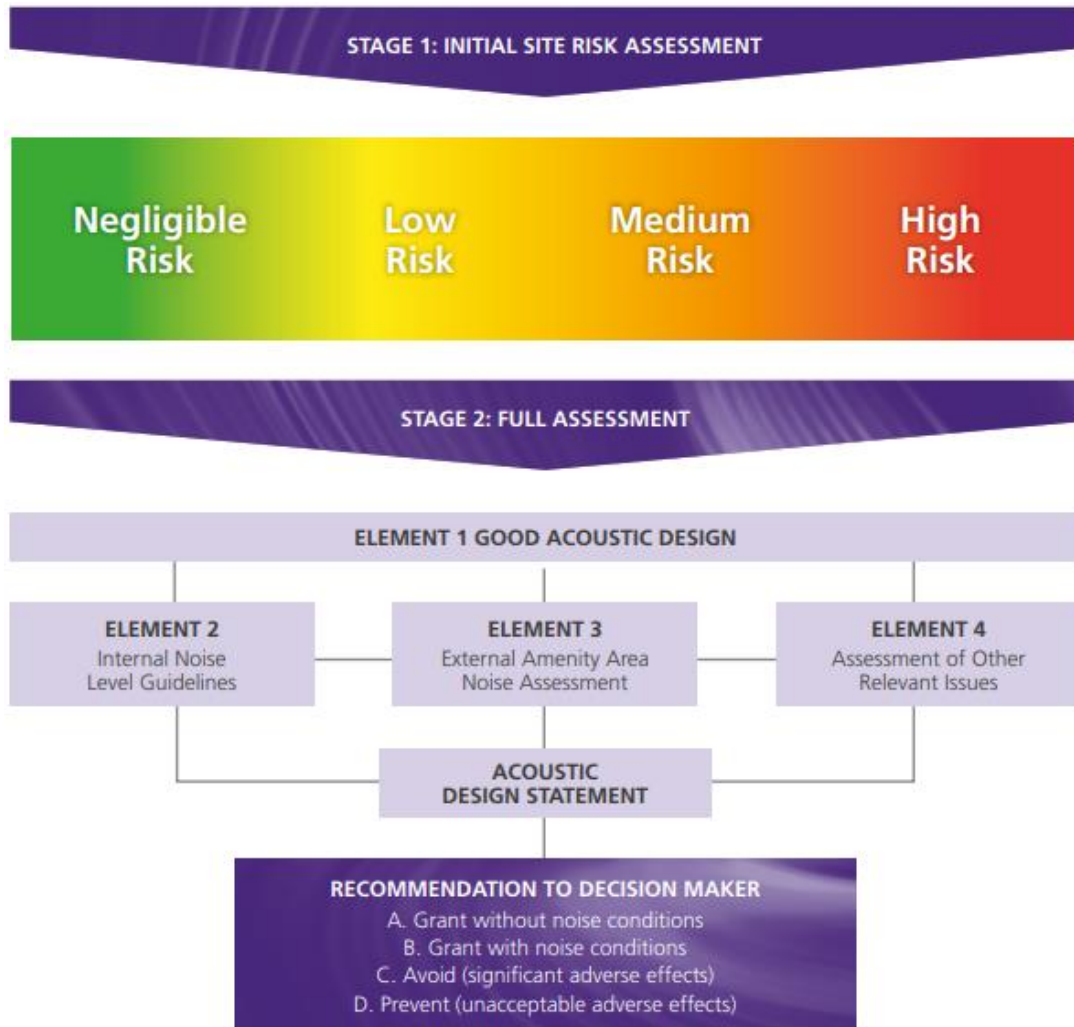 STAGE 1: INITIAL SITE RISK ASSESSMENT
Negligible
Risk
Low
Risk
Medium
Risk
High
Risk
STAGE 2: FULL ASSESSMENT
ELEMENT 1 GOOD ACOUSTIC DESIGN
ELEMENT 2
Internal Noise
Level Guidelines
ELEMENT 3
External Amenity Area
Noise Assessment
ELEMENT 4
Assessment of Other
Relevant Issues
ACOUSTIC
DESIGN STATEMENT
RECOMMENDATION TO DECISION MAKER
A. Grant without noise conditions
B. Grant with noise conditions
C. Avoid (significant adverse effects)
D. Prevent (unacceptable adverse effects)